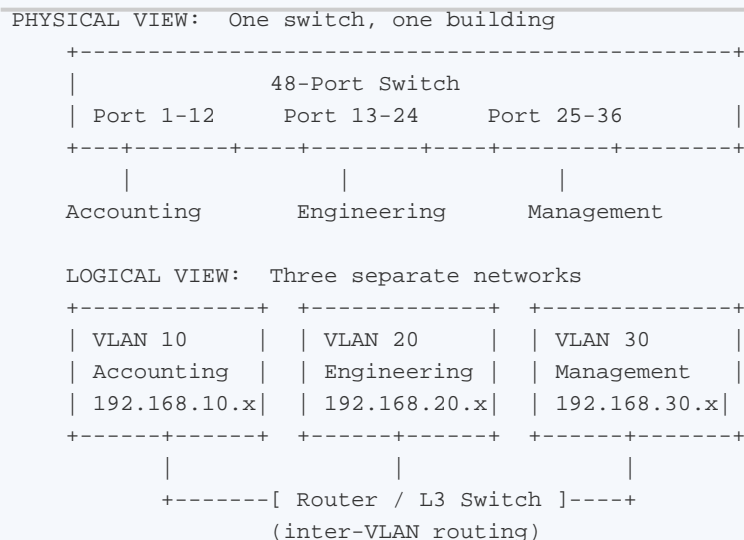 PHYSICAL VIEW:  One switch, one building
    +---------------------------------------------+
    |             48-Port Switch
    | Port 1-12     Port 13-24     Port 25-36       |
    +---+-------+----+--------+----+--------+--------+
        |              |              |
    Accounting      Engineering     Management
    LOGICAL VIEW:  Three separate networks
    +-------------+  +-------------+  +--------------+
    | VLAN 10     |  | VLAN 20     |  | VLAN 30      |
    | Accounting  |  | Engineering |  | Management   |
    | 192.168.10.x|  | 192.168.20.x|  | 192.168.30.x|
    +------+------+  +------+------+  +------+-------+
           |                |                |
           +-------[ Router / L3 Switch ]----+
                   (inter-VLAN routing)